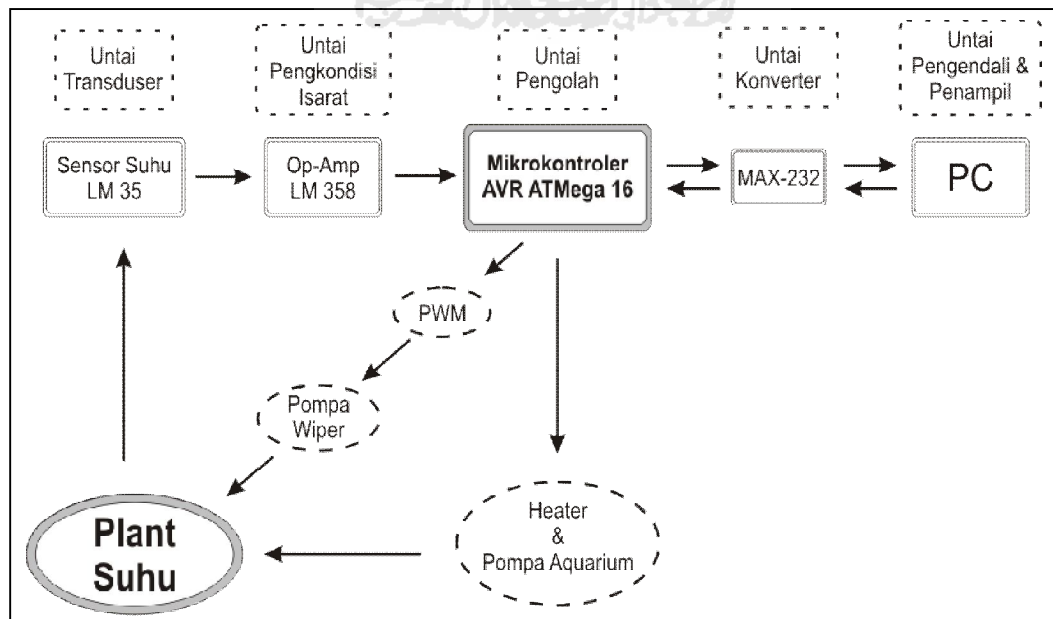 Untai
Transduser
Untai
Pengkondisi
Isarat
Untai
Pengolah
Untai
Konverter
Untai
Pengendali &
Penampil
Sensor Suhu
LM 35
Op-Amp
LM 358
Mikrokontroler
AVR ATMega 16
MAX-232
PC
PWM
Pompa
Wiper
Plant
Suhu
Heater
&
Pompa Aquarium